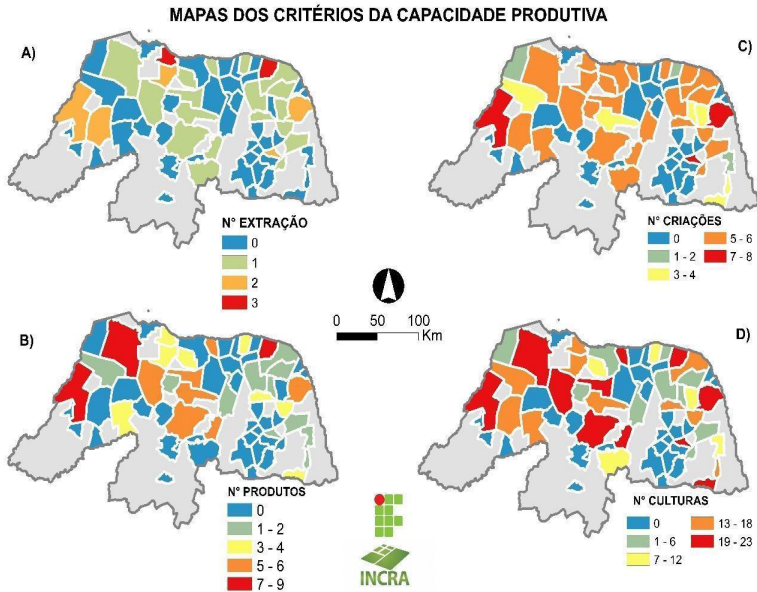 MAPAS DOS CRITÉRIOS DA CAPACIDADE PRODUTIVA
A)
N° EXTRAÇÃO
0
1
2
3
C)
N° CRIAÇÕES
0
1 - 2
3 - 4
5 - 6
7 - 8
0 50 100
Km
B)
N° PRODUTOS
0
1 - 2
3 - 4
5 - 6
7 - 9
D)
N° CULTURAS
0
1 - 6
7 - 12
13 - 18
19 - 23
INCRA